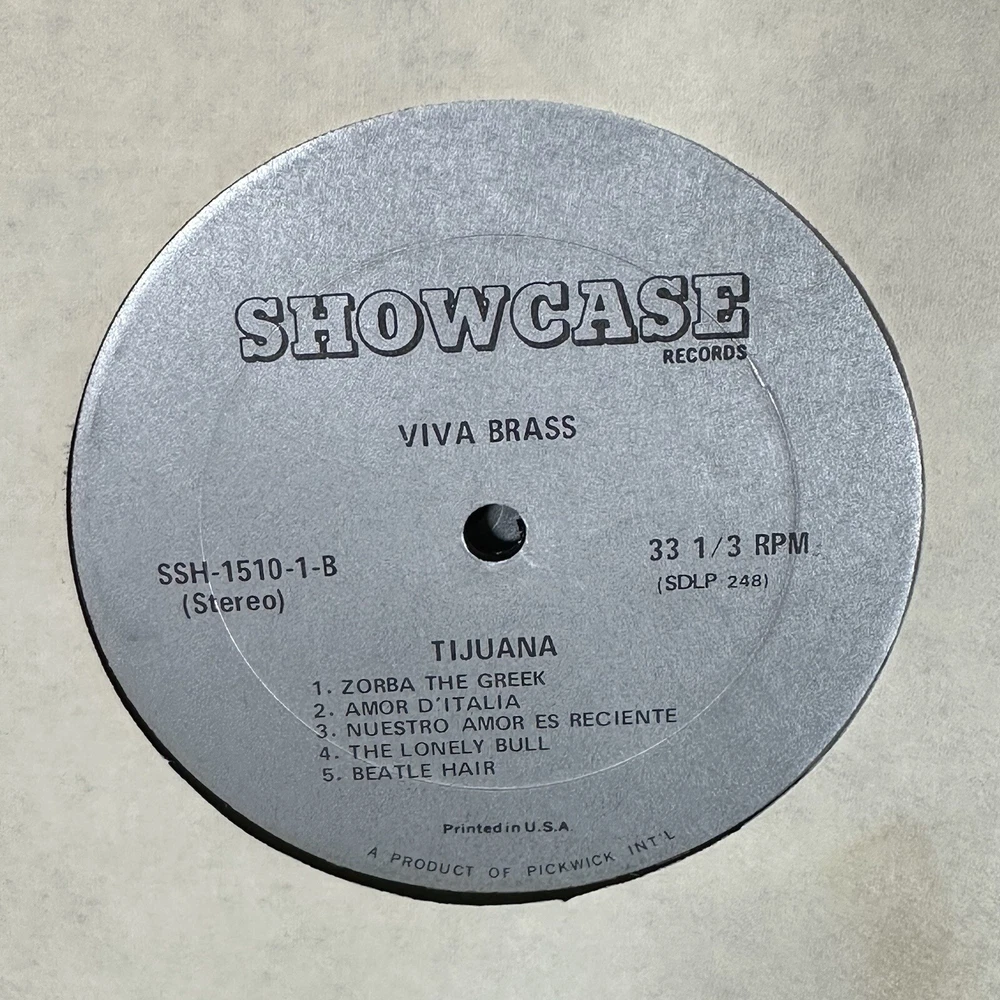 SHOWCASE
RECORDS
VIVA BRASS
SSH-1510-1-B
(Stereo)
33 1/3 RPM
(SDLP 248)
TIJUANA
1. ZORBA THE GREEK
2. AMOR D'ITALIA
3. NUESTRO AMOR ES RECIENTE
4. THE LONELY BULL
5. BEATLE HAIR
Printed in U.S.A.
A PRODUCT OF PICKWICK INT'L